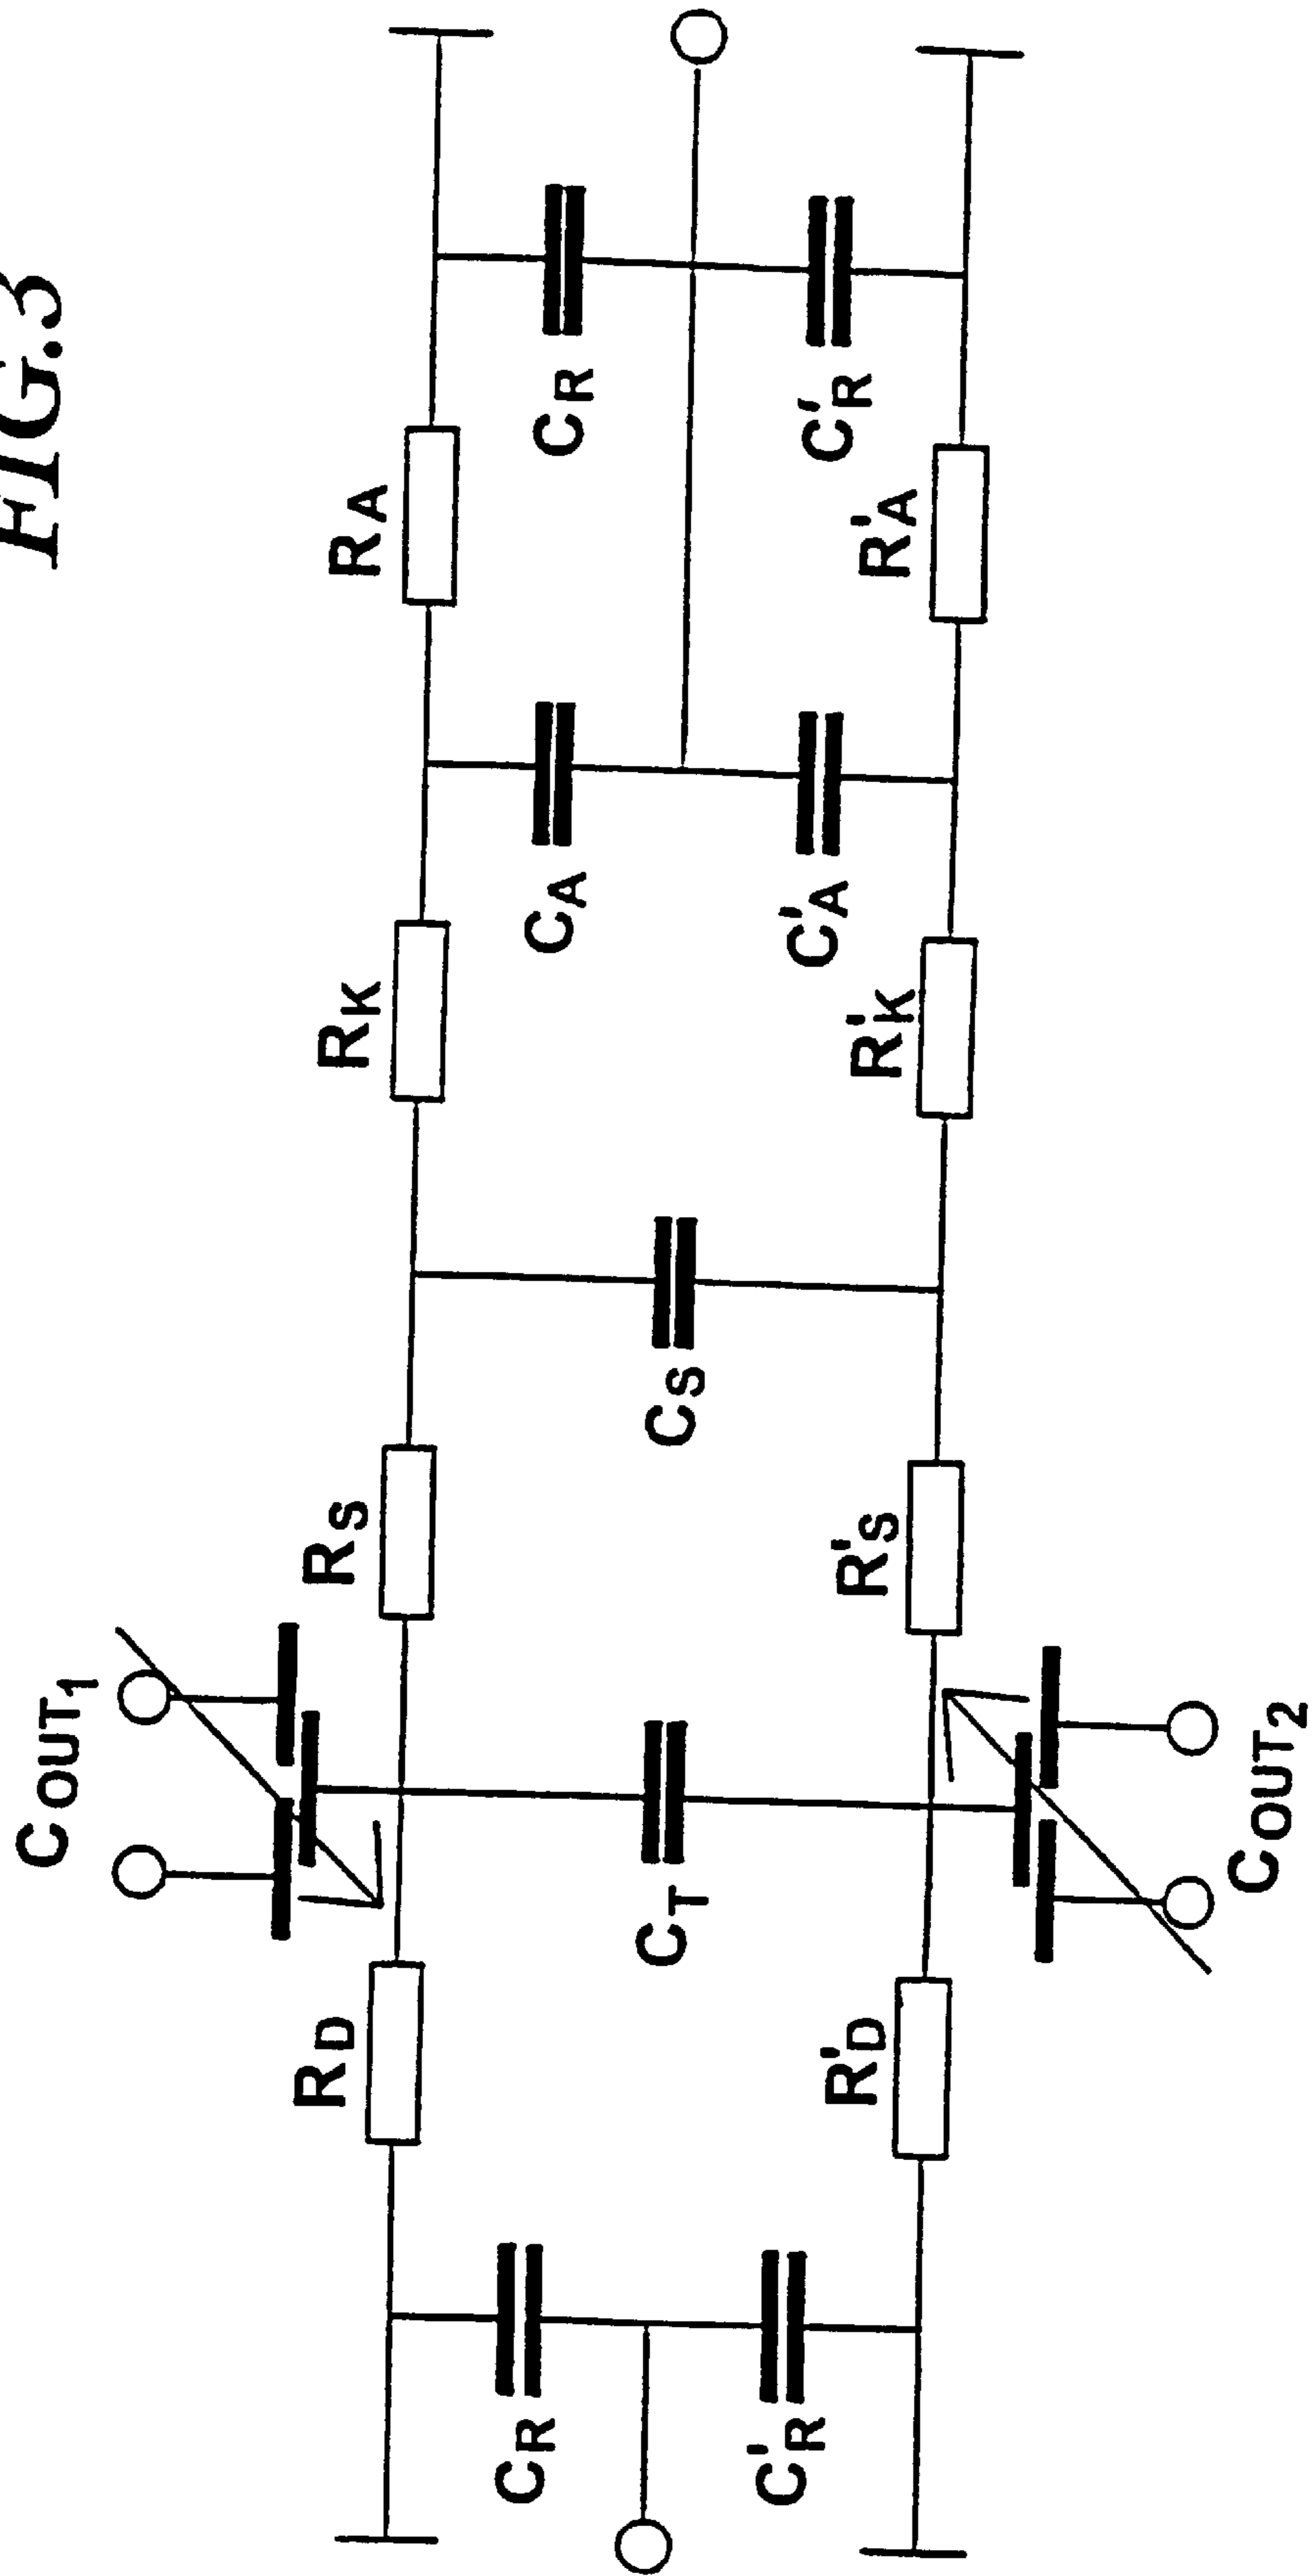 FIG.3
COUT1
RD
RS
RK
RA
CR
CA
CR
CT
CS
C'R
C'A
C'R
R'D
R'S
R'K
R'A
COUT2